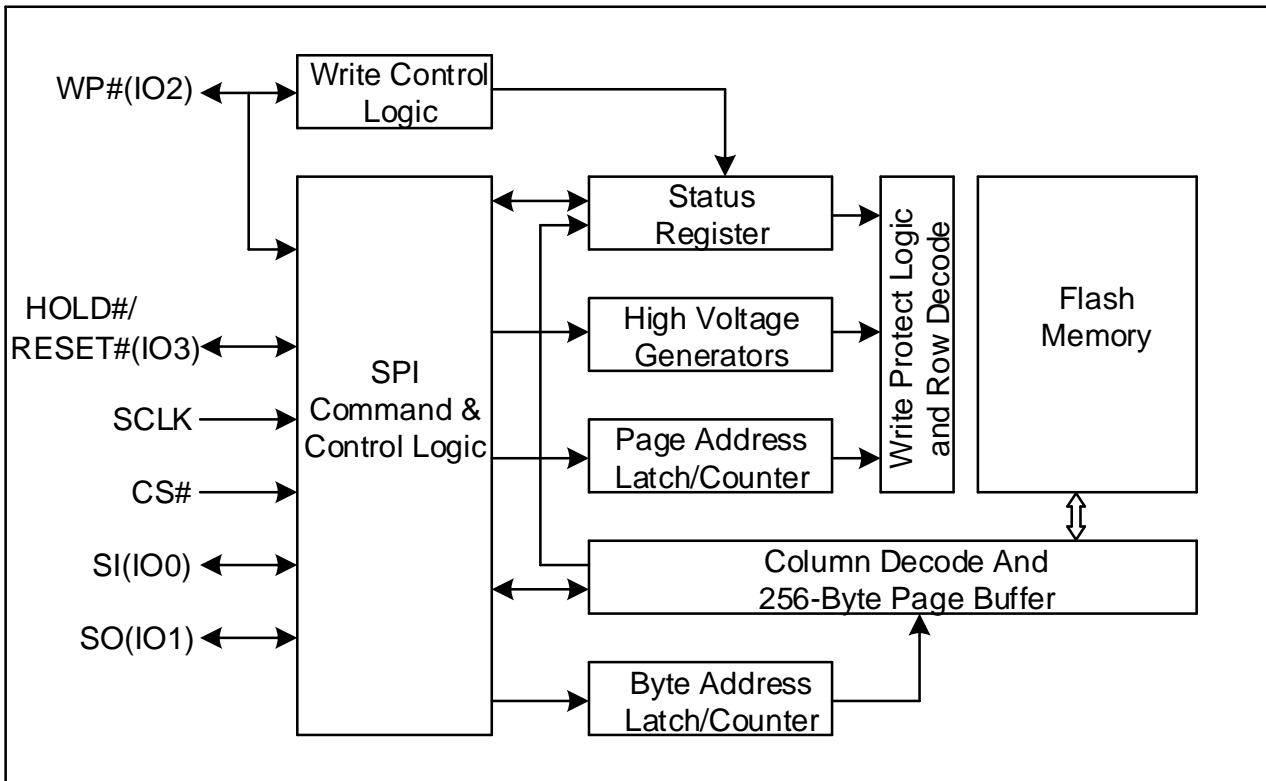 WP#(IO2)
Write Control
Logic
HOLD#/
RESET#(IO3)
SCLK
CS#
SI(IO0)
SO(IO1)
SPI
Command &
Control Logic
Status
Register
High Voltage
Generators
Page Address
Latch/Counter
Write Protect Logic
and Row Decode
Flash
Memory
Column Decode And
256-Byte Page Buffer
Byte Address
Latch/Counter